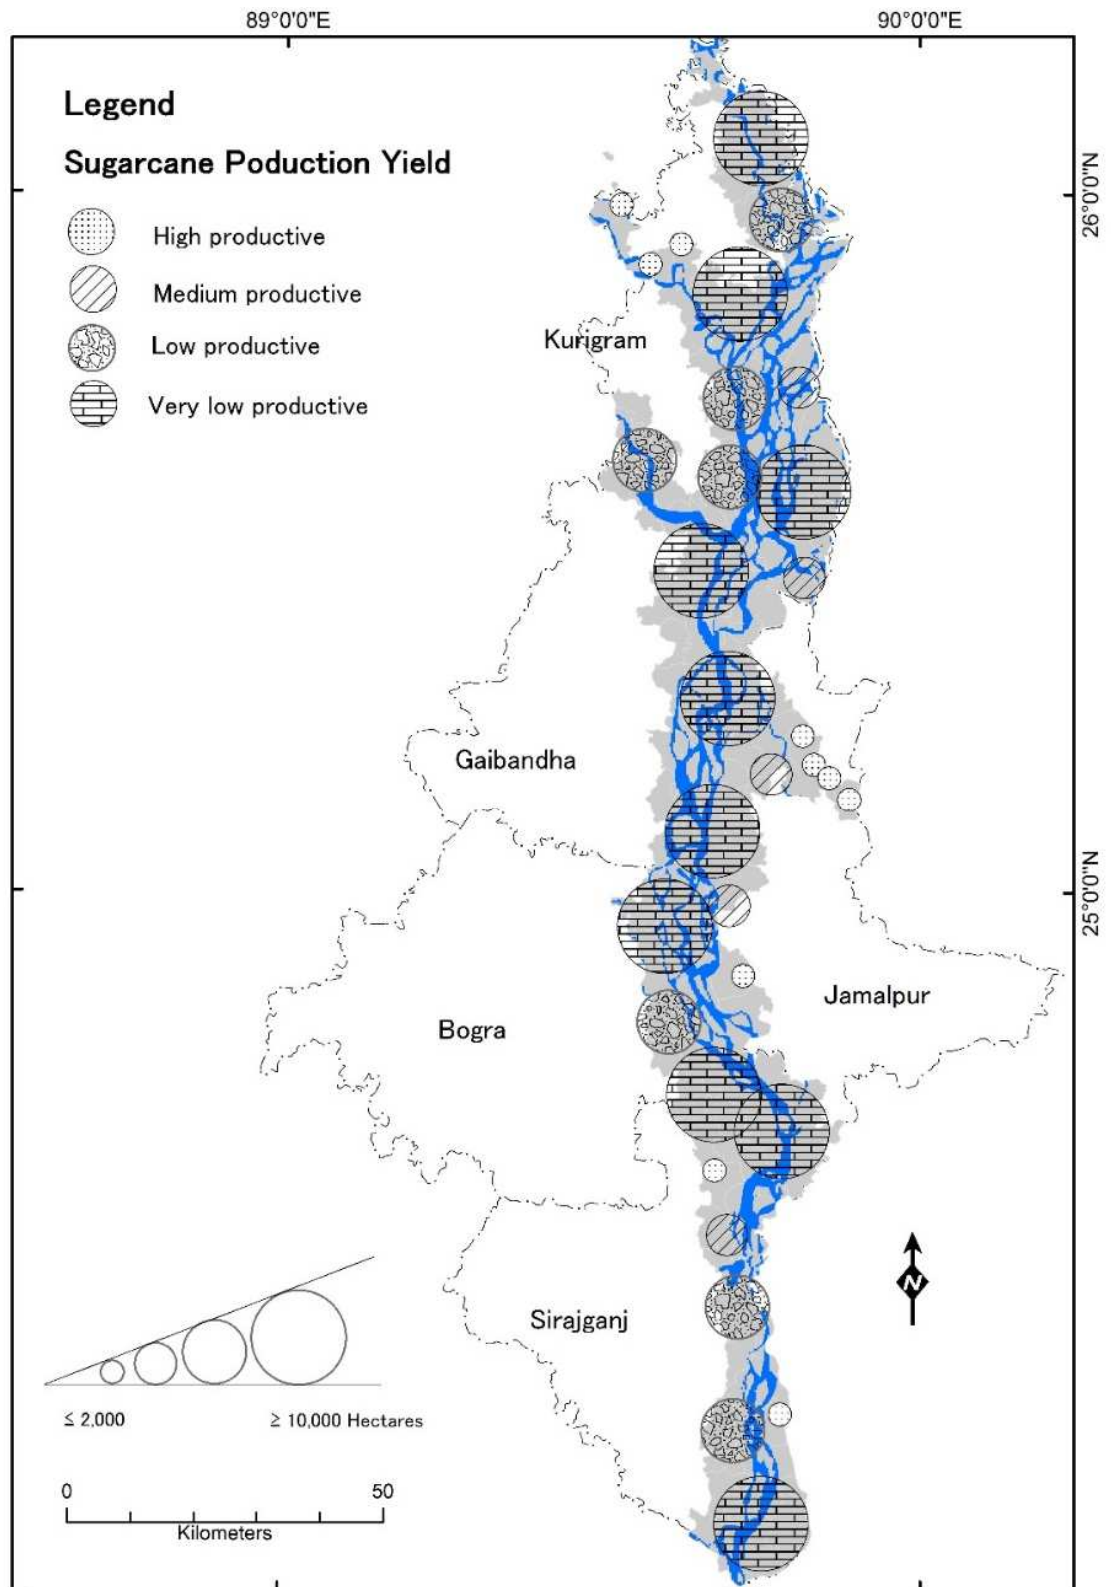 89°0'0"E
90°0'0"E
Legend
Sugarcane Poduction Yield
High productive
Medium productive
Low productive
Very low productive
26°0'0"N
Kurigram
Gaibandha
25°0'0"N
Jamalpur
Bogra
N
Sirajganj
≤ 2,000
≥ 10,000 Hectares
0 50
Kilometers